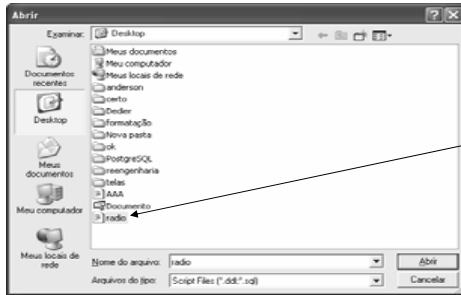 Abrir
Examinar:
Desktop
Documentos recentes
Desktop
Meus documentos
Meu computador
Meus locais de rede
Meus documentos
Meu computador
Meus locais de rede
anderson
certo
Dedier
formatação
Nova pasta
ok
PostgreSQL
reengenharia
telas
AAA
Documento
radio
Nome do arquivo:
radio
Abrir
Arquivos do tipo:
Script Files (*.ddl;*.sql)
Cancelar